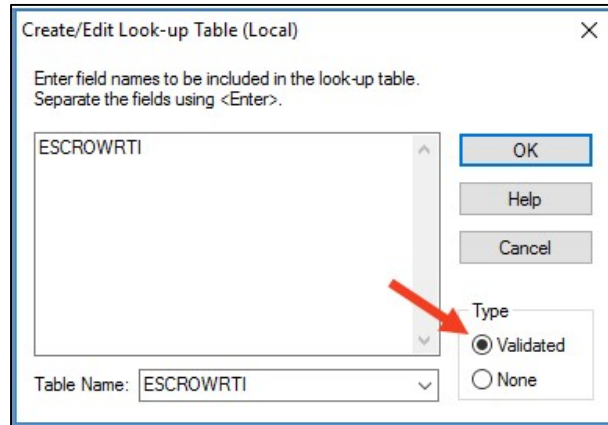 Create/Edit Look-up Table (Local)
Enter field names to be included in the look-up table.
Separate the fields using <Enter>.
ESCROWRTI
OK
Help
Cancel
Type
Validated
None
Table Name: ESCROWRTI